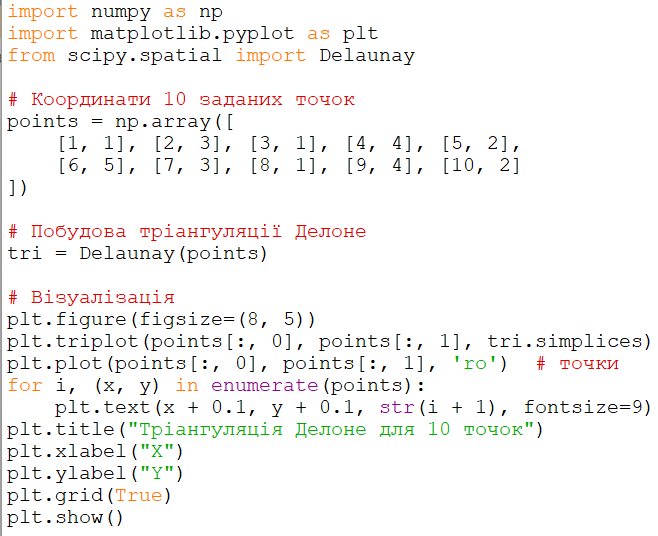 import numpy as np
import matplotlib.pyplot as plt
from scipy.spatial import Delaunay

# Координати 10 заданих точок
points = np.array([
    [1, 1], [2, 3], [3, 1], [4, 4], [5, 2],
    [6, 5], [7, 3], [8, 1], [9, 4], [10, 2]
])

# Побудова тріангуляції Делоне
tri = Delaunay(points)

# Візуалізація
plt.figure(figsize=(8, 5))
plt.triplot(points[:, 0], points[:, 1], tri.simplices)
plt.plot(points[:, 0], points[:, 1], 'ro')  # точки
for i, (x, y) in enumerate(points):
    plt.text(x + 0.1, y + 0.1, str(i + 1), fontsize=9)
plt.title("Тріангуляція Делоне для 10 точок")
plt.xlabel("X")
plt.ylabel("Y")
plt.grid(True)
plt.show()